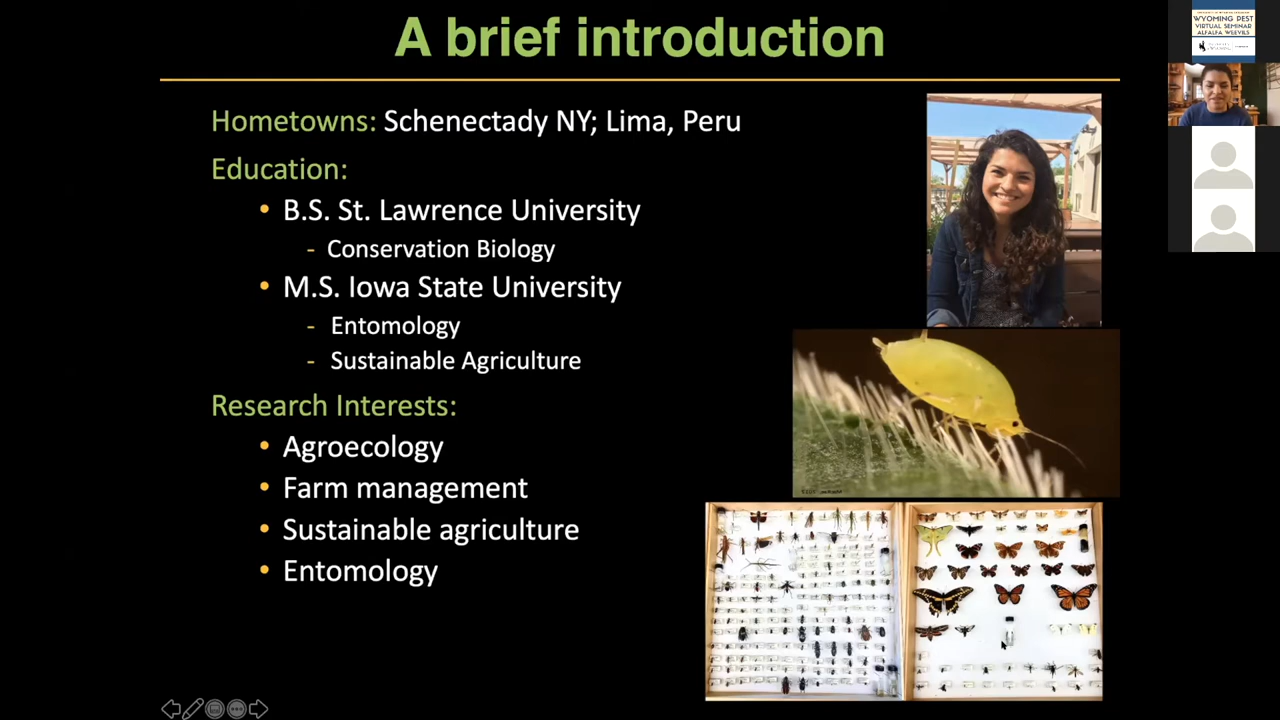 A brief introduction
Hometowns: Schenectady NY; Lima, Peru
Education:
• B.S. St. Lawrence University
- Conservation Biology
• M.S. Iowa State University
- Entomology
- Sustainable Agriculture
Research Interests:
• Agroecology
• Farm management
• Sustainable agriculture
• Entomology
WYOMING PEST
VIRTUAL SEMINAR
ALFALFA WEEVILS